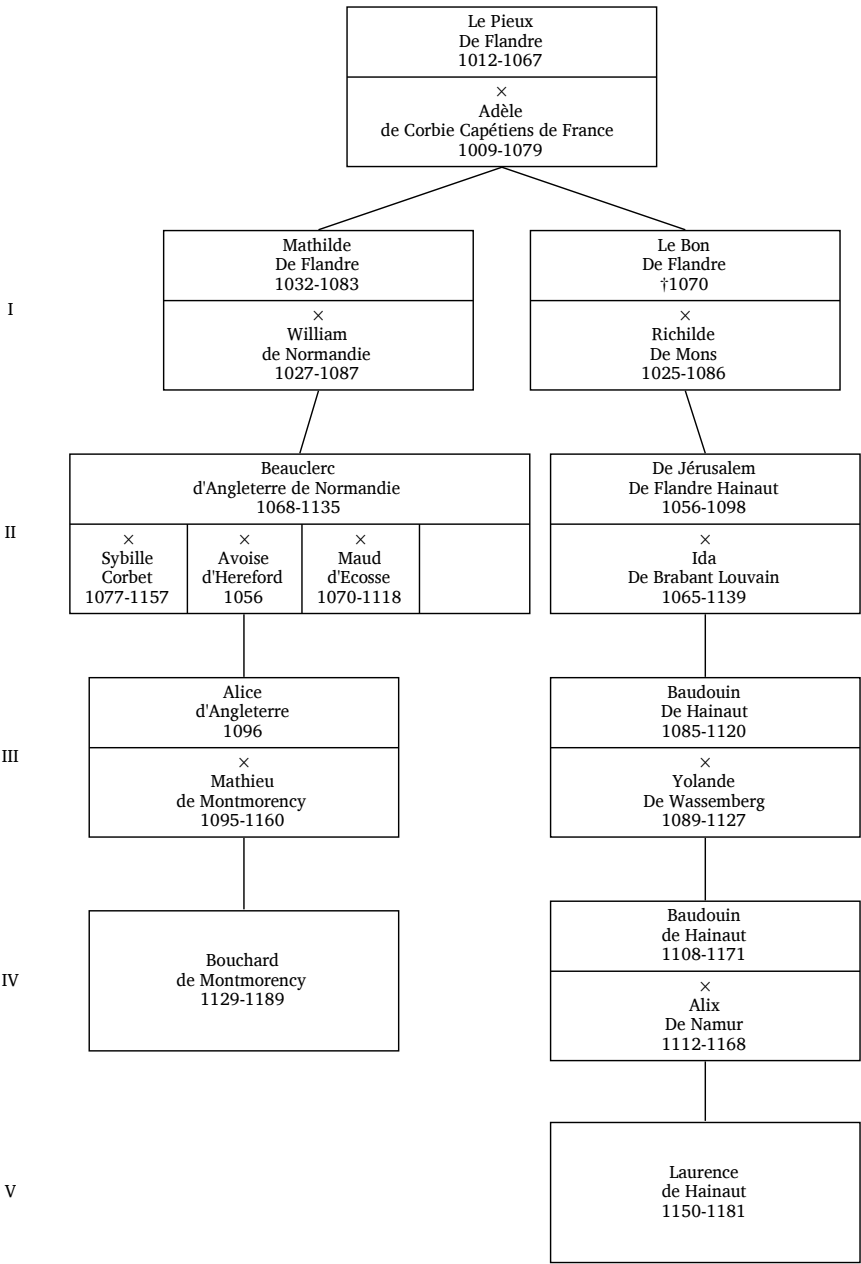 Le Pieux
De Flandre
1012-1067
×
Adèle
de Corbie Capétiens de France
1009-1079
I
Mathilde
De Flandre
1032-1083
×
William
de Normandie
1027-1087
Le Bon
De Flandre
†1070
×
Richilde
De Mons
1025-1086
II
Beauclerc
d'Angleterre de Normandie
1068-1135
×
Sybille
Corbet
1077-1157
×
Avoise
d'Hereford
1056
×
Maud
d'Ecosse
1070-1118
De Jérusalem
De Flandre Hainaut
1056-1098
×
Ida
De Brabant Louvain
1065-1139
III
Alice
d'Angleterre
1096
×
Mathieu
de Montmorency
1095-1160
Baudouin
De Hainaut
1085-1120
×
Yolande
De Wassemberg
1089-1127
IV
Bouchard
de Montmorency
1129-1189
Baudouin
de Hainaut
1108-1171
×
Alix
De Namur
1112-1168
V
Laurence
de Hainaut
1150-1181